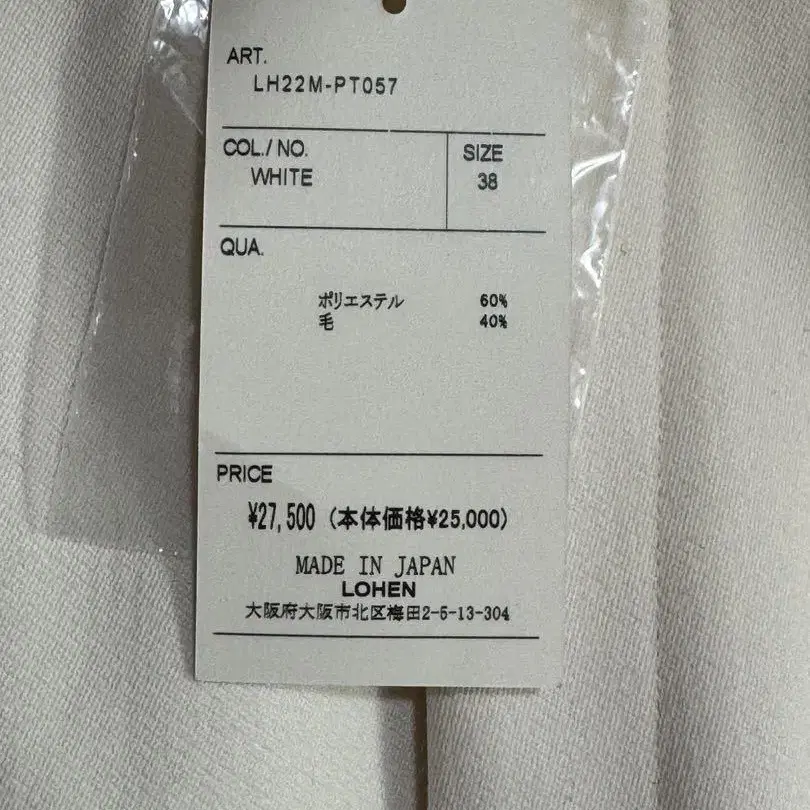 ART.
LH22M-PT057
COL./NO.
WHITE
SIZE
38
QUA.
ポリエステル 60%
毛 40%
PRICE
¥27,500 (本体価格¥25,000)
MADE IN JAPAN
LOHEN
大阪府大阪市北区梅田2-5-13-304